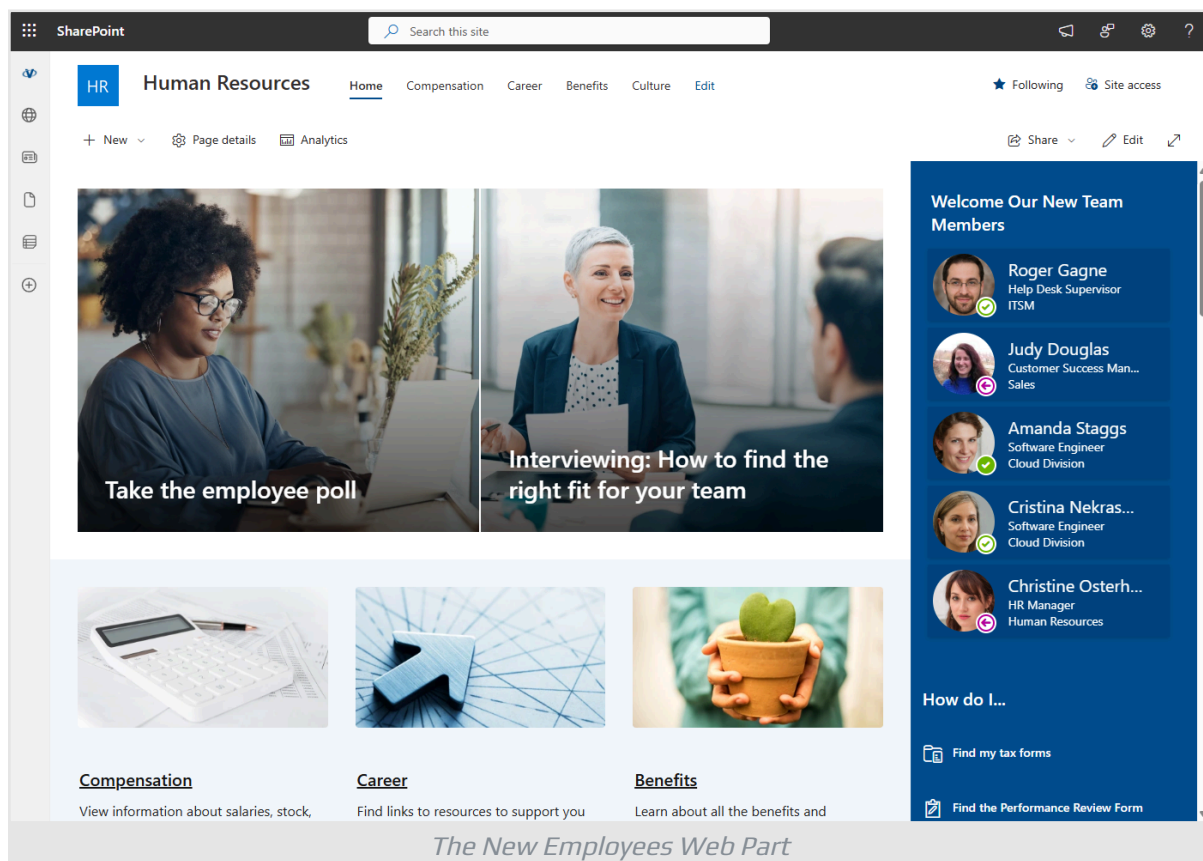 SharePoint
Search this site
?
HR
Human Resources
Home
Compensation
Career
Benefits
Culture
Edit
Following
Site access
New
Page details
Analytics
Share
Edit
Take the employee poll
Interviewing: How to find the
right fit for your team
Welcome Our New Team
Members
Roger Gagne
Help Desk Supervisor
ITSM
Judy Douglas
Customer Success Man...
Sales
Amanda Staggs
Software Engineer
Cloud Division
Cristina Nekras...
Software Engineer
Cloud Division
Christine Osterh...
HR Manager
Human Resources
How do I...
Find my tax forms
Find the Performance Review Form
Compensation
View information about salaries, stock,
Career
Find links to resources to support you
Benefits
Learn about all the benefits and
The New Employees Web Part